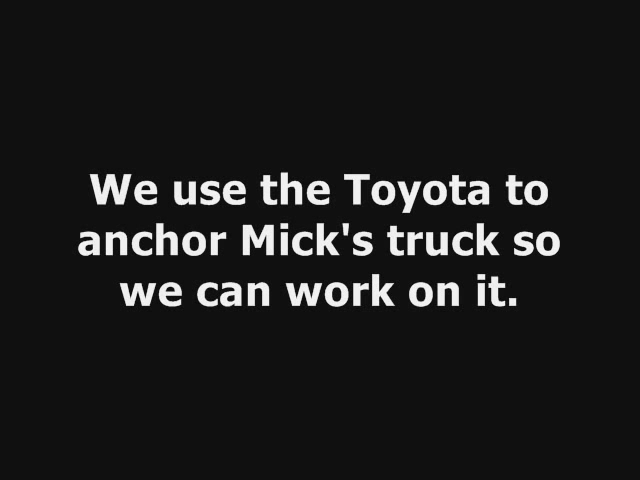 We use the Toyota to
anchor Mick's truck so
we can work on it.